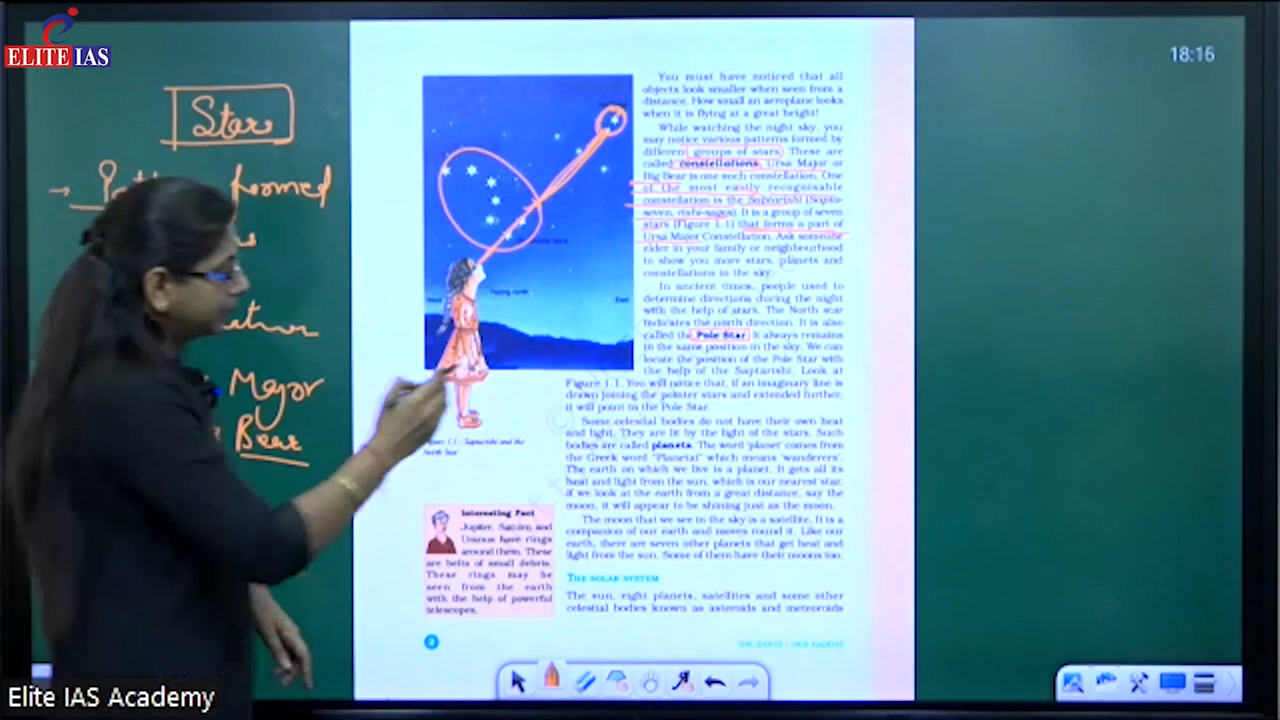 ELITE IAS
18:16
Star
formed
Major
Bear
You must have noticed that all
objects look smaller when seen from a
distance. How small an aeroplane looks
when it is flying at a great height!
While watching the night sky, you
may notice various patterns formed by
different groups of stars. These are
called constellations. Ursa Major or
Big Bear is one such constellation. One
of the most easily recognisable
constellation is the Saptarishi (Sapta-
seven, rishi-sages). It is a group of seven
stars (Figure 1.1) that forms a part of
Ursa Major Constellation. Ask someone
elder in your family or neighbourhood
to show you more stars, planets and
constellations in the sky.
In ancient times, people used to
determine directions during the night
with the help of stars. The North star
indicates the north direction. It is also
called the Pole Star. It always remains
in the same position in the sky. We can
locate the position of the Pole Star with
the help of the Saptarishi. Look at
Figure 1.1. You will notice that, if an imaginary line is
drawn joining the pointer stars and extended further,
it will point to the Pole Star.
Some celestial bodies do not have their own heat
and light. They are lit by the light of the stars. Such
bodies are called planets. The word 'planet' comes from
the Greek word "Planetai" which means 'wanderers'.
The earth on which we live is a planet. It gets all its
heat and light from the sun, which is our nearest star.
If we look at the earth from a great distance, say the
moon, it will appear to be shining just as the moon.
The moon that we see in the sky is a satellite. It is a
companion of our earth and moves round it. Like our
earth, there are seven other planets that get heat and
light from the sun. Some of them have their moons too.
THE SOLAR SYSTEM
The sun, eight planets, satellites and some other
celestial bodies known as asteroids and meteoroids
Facing north
East
Figure 1.1 : Saptarishi and the
North Star
Interesting Fact
Jupiter, Saturn and
Uranus have rings
around them. These
are belts of small debris.
These rings may be
seen from the earth
with the help of powerful
telescopes.
2
THE EARTH : OUR HABITAT
Elite IAS Academy